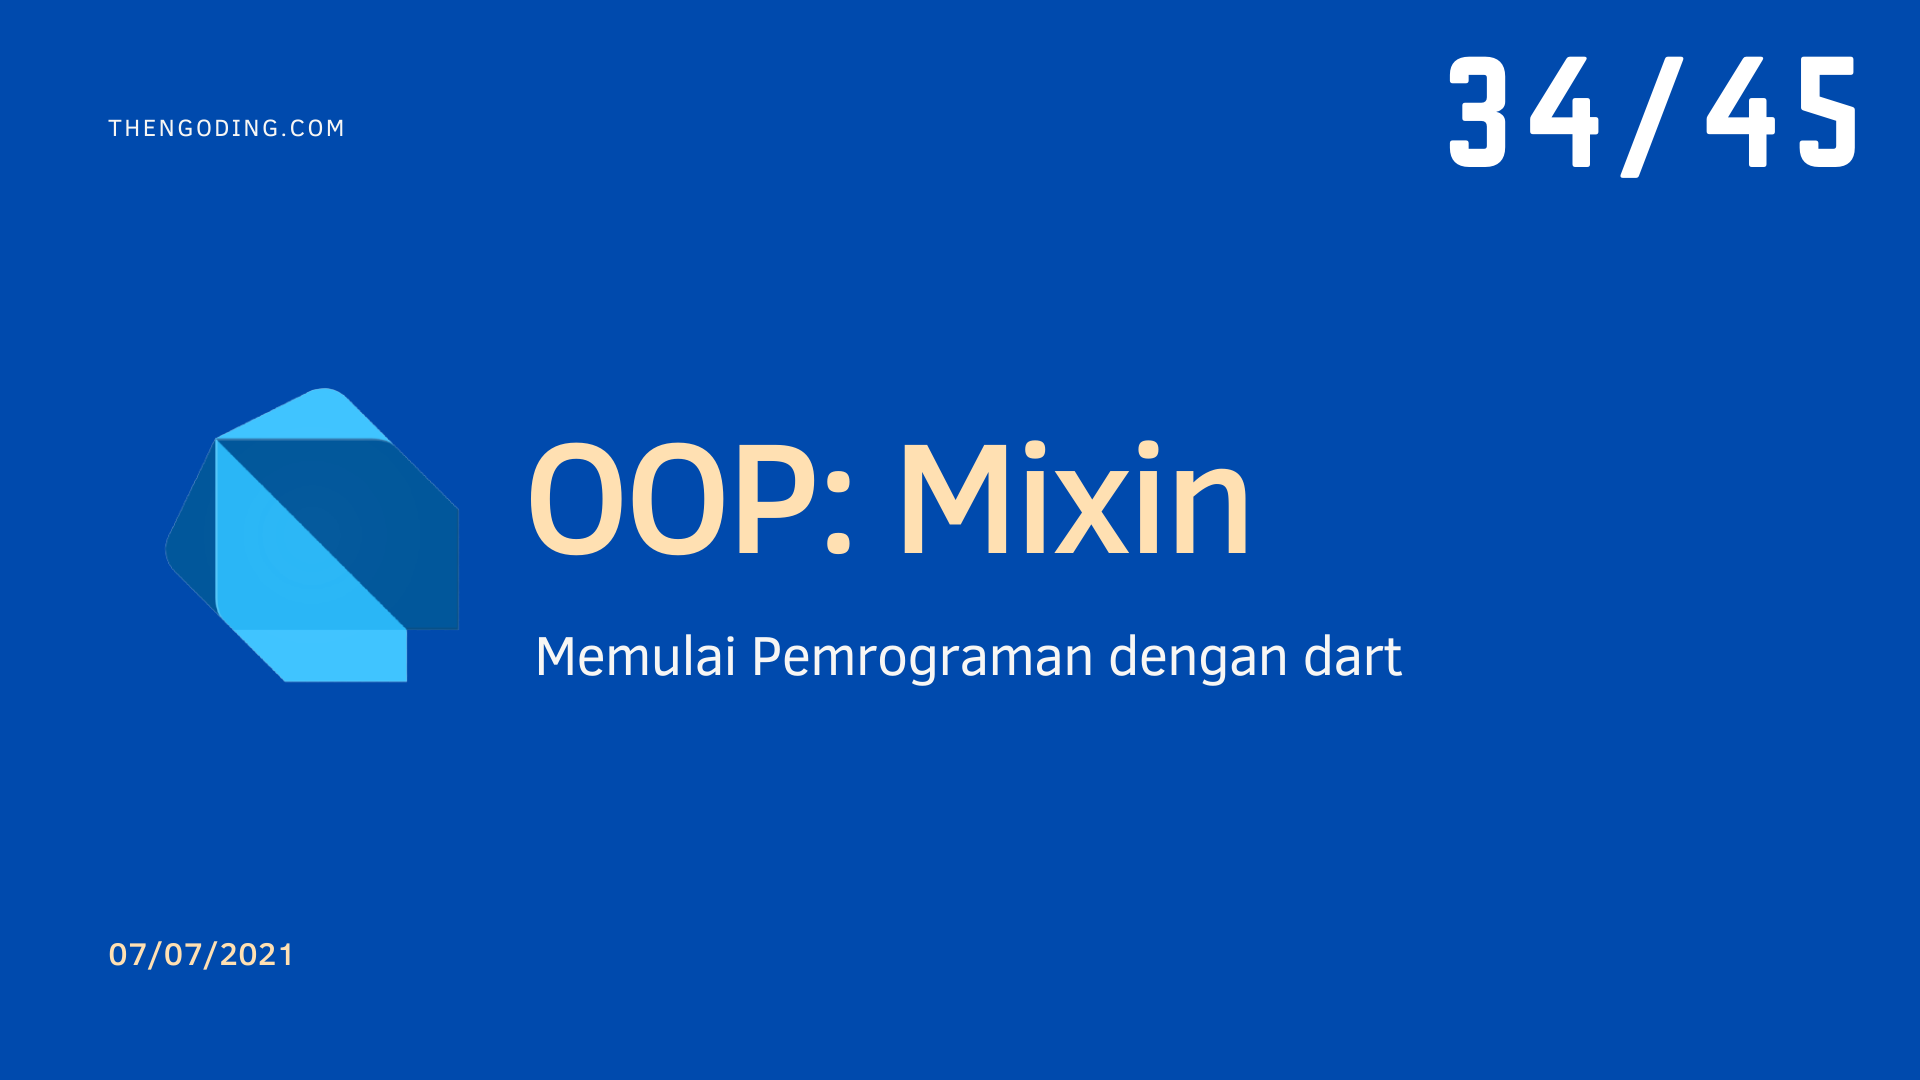 THENGODING.COM
34/45
OOP: Mixin
Memulai Pemrograman dengan dart
07/07/2021